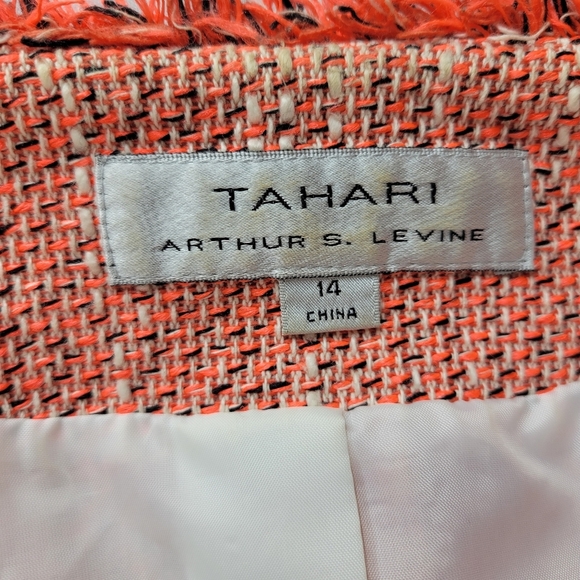 TAHARI
ARTHUR S. LEVINE
14
CHINA